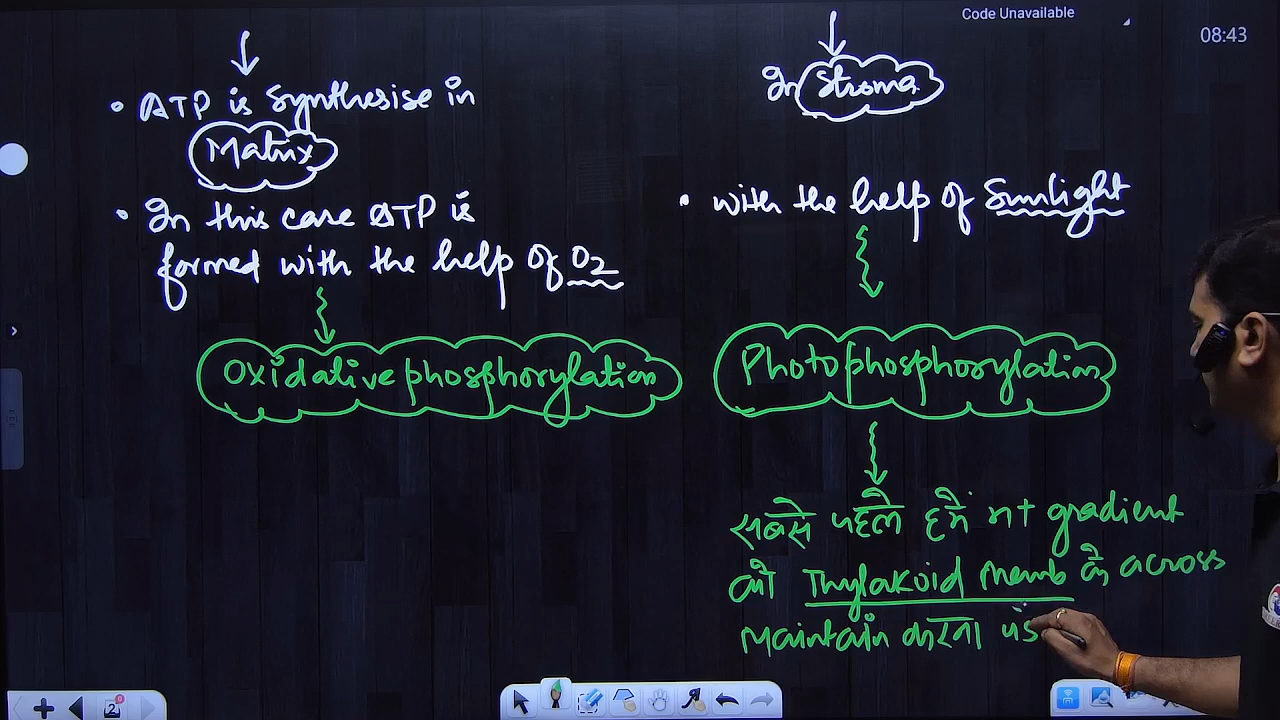 Code Unavailable
08:43
• ATP is Synthesise in
Matrix
• In this case ATP is
formed with the help of O2
Oxidative phosphorylation
In Stroma
• with the help of Sunlight
Photophosphorylation
सबसे पहले हमें H+ gradient
को Thylakoid Memb के across
Maintain करना
2